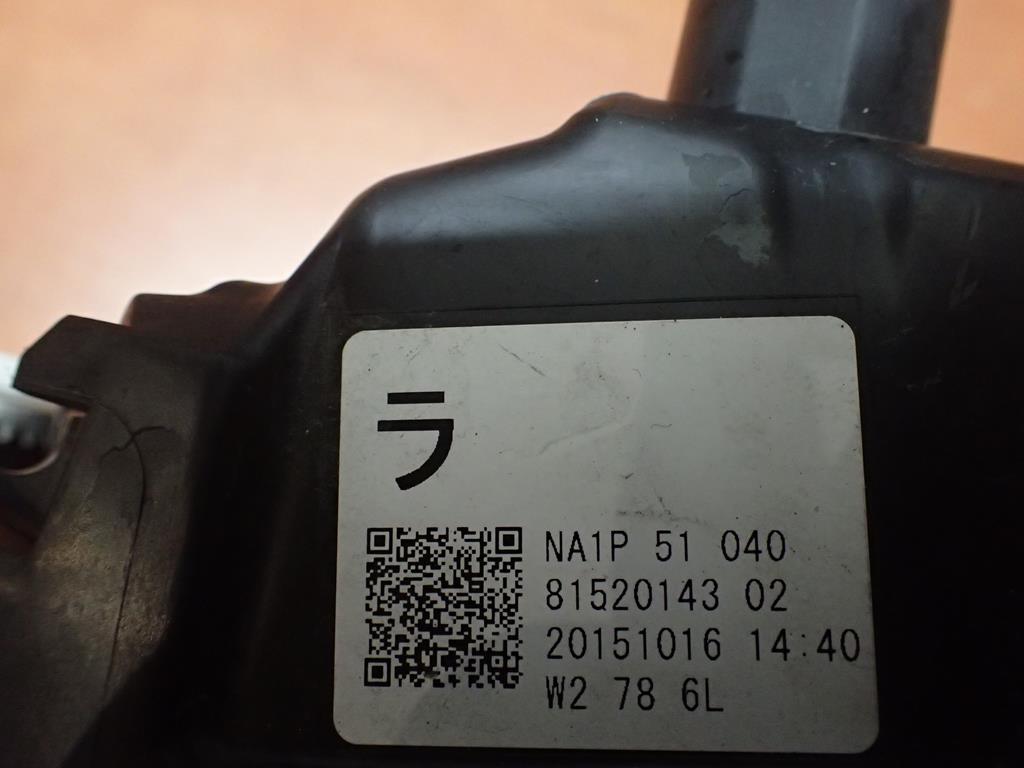 ラ
NA1P 51 040
81520143 02
20151016 14:40
W2 78 6L